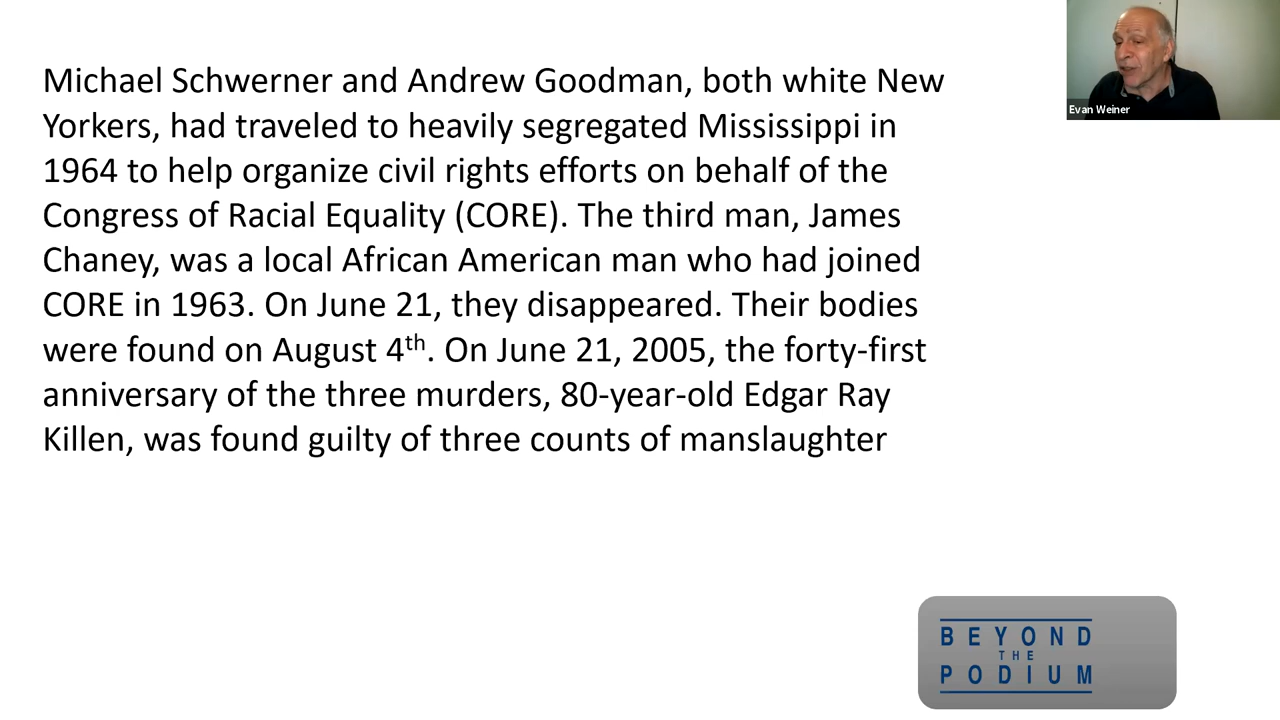 Michael Schwerner and Andrew Goodman, both white New
Yorkers, had traveled to heavily segregated Mississippi in
1964 to help organize civil rights efforts on behalf of the
Congress of Racial Equality (CORE). The third man, James
Chaney, was a local African American man who had joined
CORE in 1963. On June 21, they disappeared. Their bodies
were found on August 4th. On June 21, 2005, the forty-first
anniversary of the three murders, 80-year-old Edgar Ray
Killen, was found guilty of three counts of manslaughter
Evan Weiner
BEYOND
THE
PODIUM